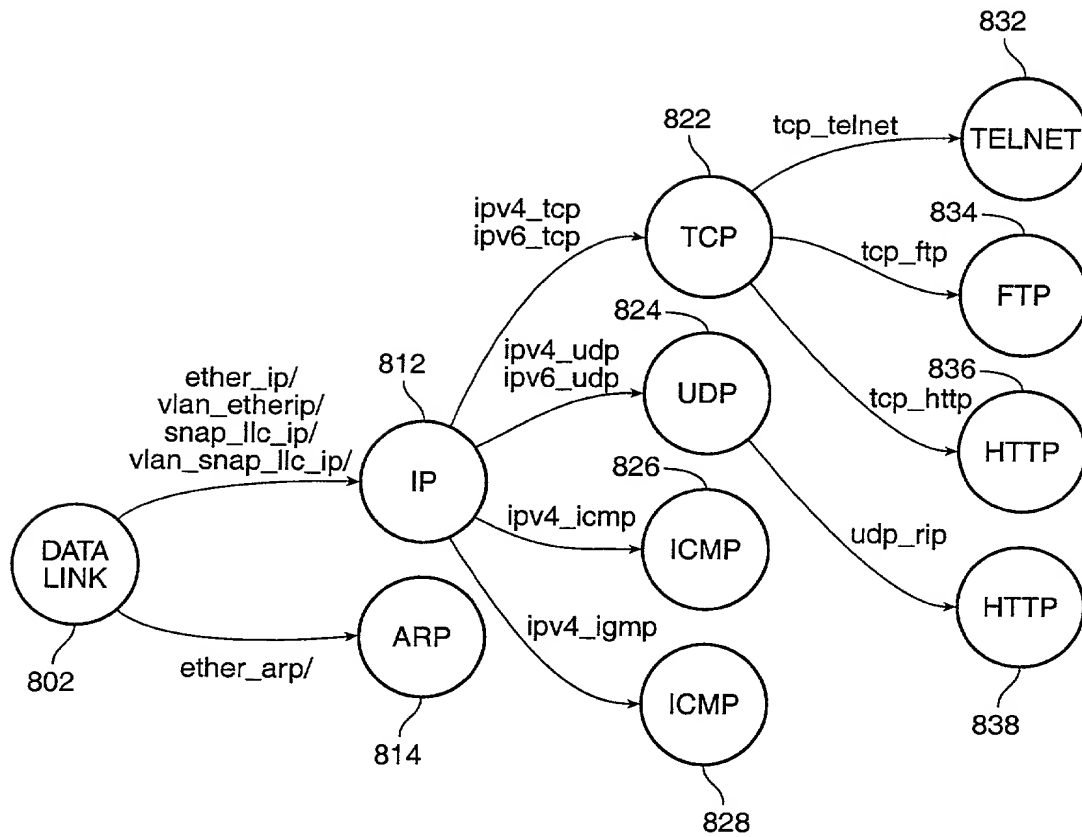 832
822
tcp_telnet
TELNET
ipv4_tcp
ipv6_tcp
TCP
834
tcp_ftp
FTP
824
ipv4_udp
ipv6_udp
UDP
836
tcp_http
HTTP
812
ether_ip/
vlan_etherip/
snap_llc_ip/
vlan_snap_llc_ip/
IP
826
ipv4_icmp
ICMP
udp_rip
HTTP
838
DATA
LINK
802
ether_arp/
ARP
814
ipv4_igmp
ICMP
828